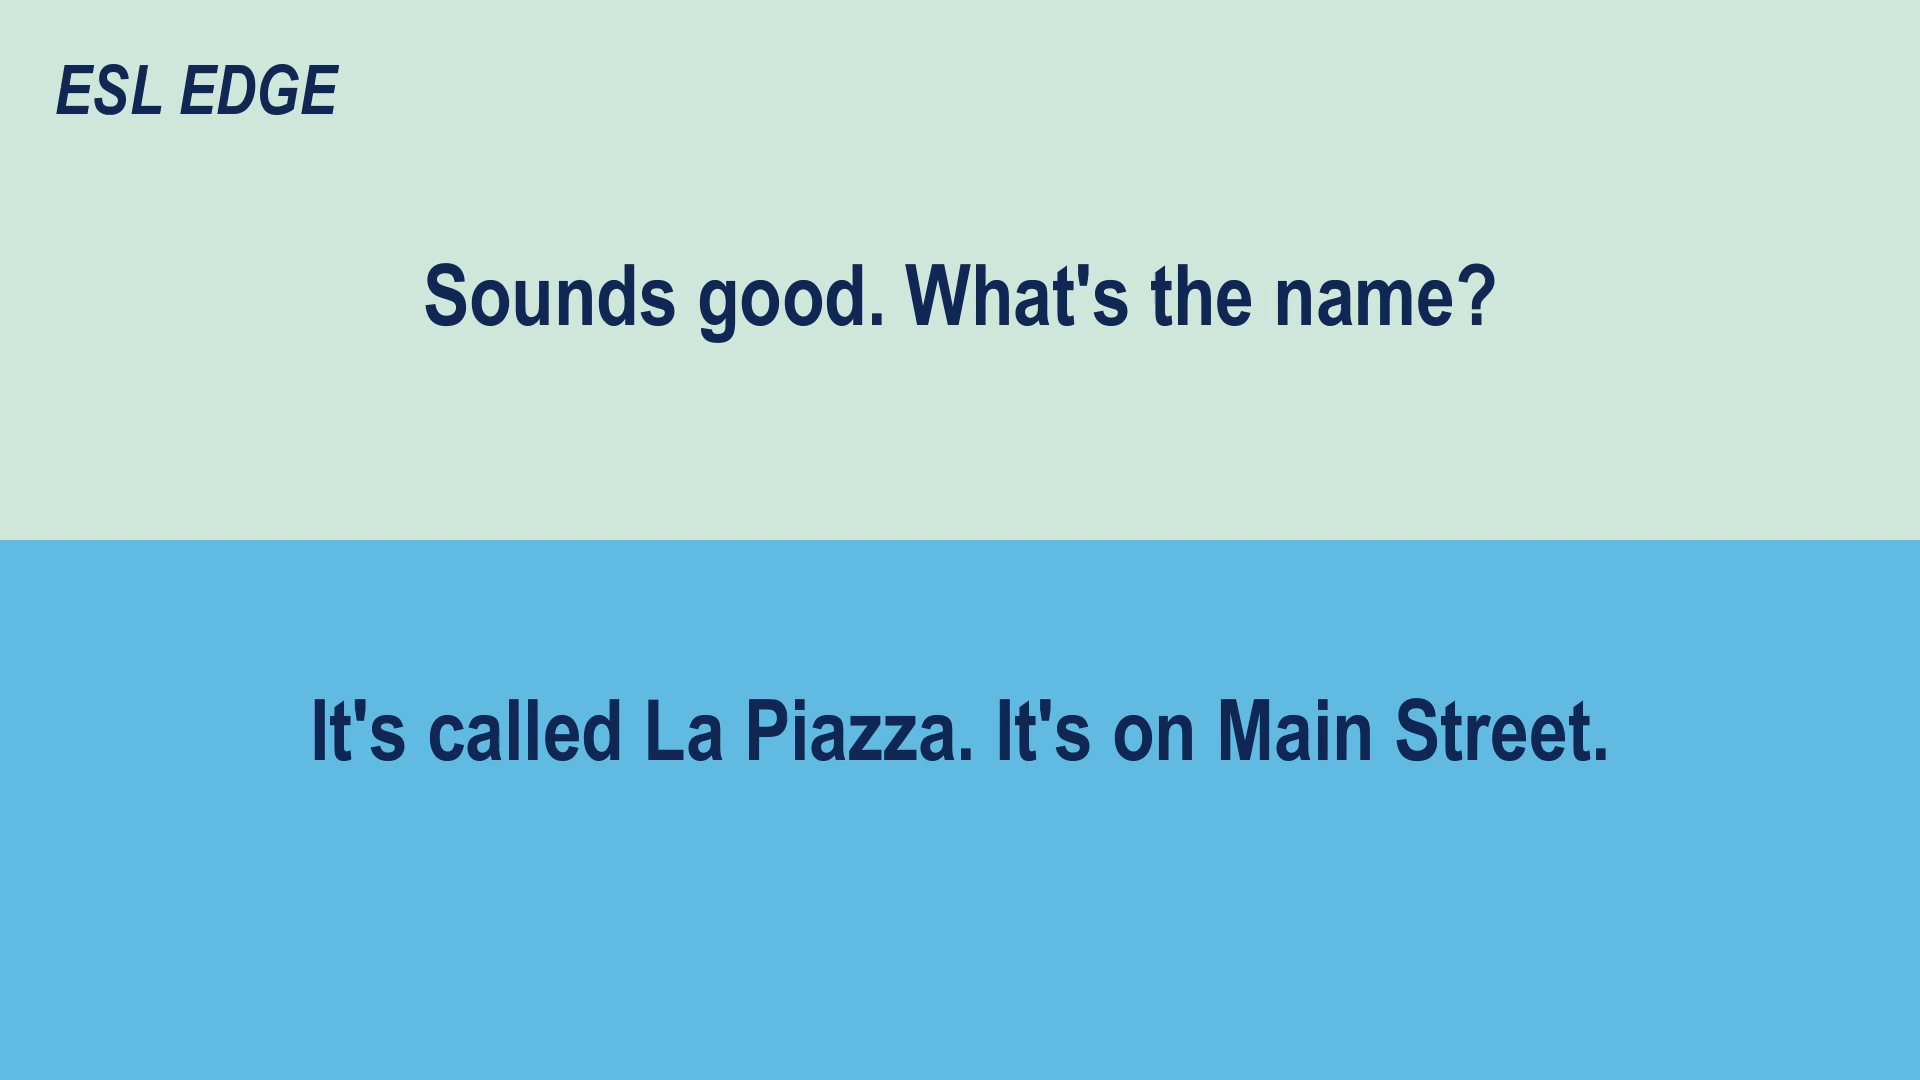 ESL EDGE
Sounds good. What's the name?
It's called La Piazza. It's on Main Street.